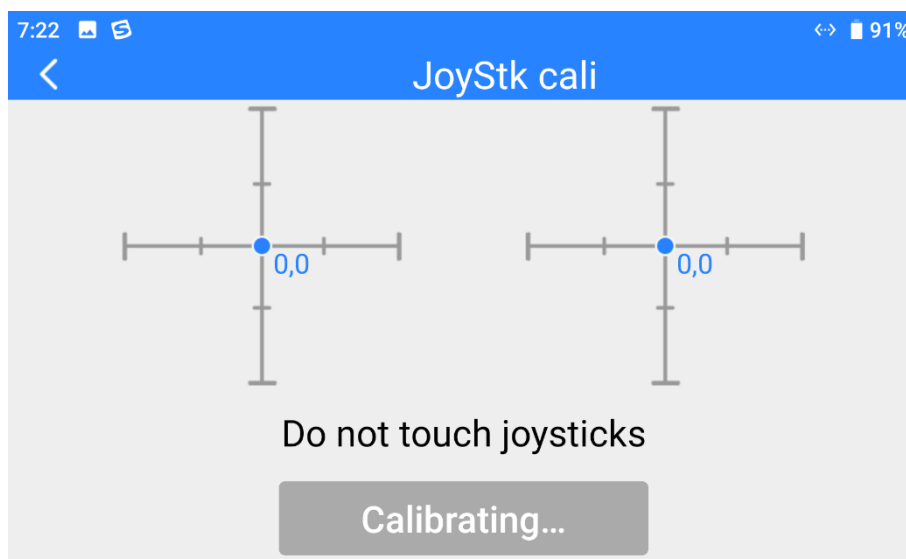 7:22 91%
JoyStk cali
0,0 0,0
Do not touch joysticks
Calibrating...